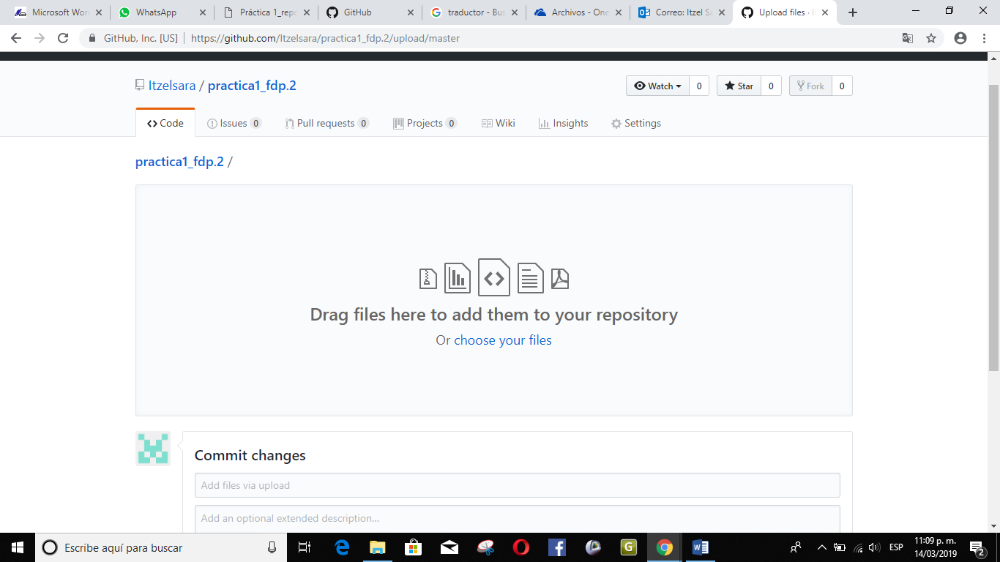 Microsoft Wor
WhatsApp
Práctica 1_repo
GitHub
traductor - Bus
Archivos - One
Correo: Itzel Sa
Upload files · It
GitHub, Inc. [US] https://github.com/Itzelsara/practica1_fdp.2/upload/master
Itzelsara / practica1_fdp.2
Watch 0
Star 0
Fork 0
Code
Issues 0
Pull requests 0
Projects 0
Wiki
Insights
Settings
practica1_fdp.2 /
Drag files here to add them to your repository
Or choose your files
Commit changes
Add files via upload
Add an optional extended description...
Escribe aquí para buscar
ESP
11:09 p. m.
14/03/2019
2